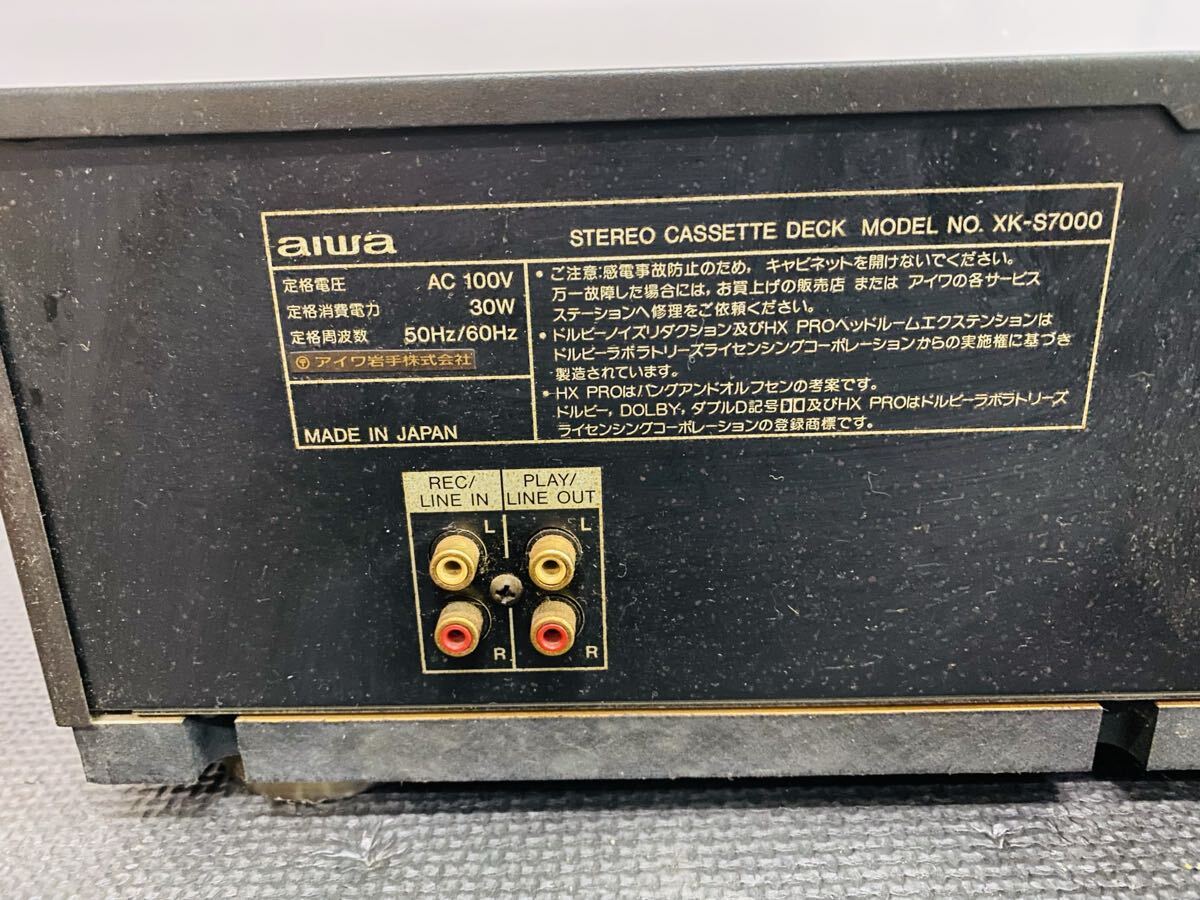 aiwa
STEREO CASSETTE DECK MODEL NO. XK-S7000
定格電圧 AC 100V
定格消費電力 30W
定格周波数 50Hz/60Hz
〒 アイワ岩手株式会社
MADE IN JAPAN
• ご注意:感電事故防止のため, キャビネットを開けないでください。
万一故障した場合には, お買上げの販売店 または アイワの各サービス
ステーションへ修理をご依頼ください。
• ドルビーノイズリダクション及びHX PROヘッドルームエクステンションは
ドルビーラボラトリーズライセンシングコーポレーションからの実施権に基づき
製造されています。
• HX PROはバングアンドオルフセンの考案です。
ドルビー, DOLBY, ダブルD記号及びHX PROはドルビーラボラトリーズ
ライセンシングコーポレーションの登録商標です。
REC/
LINE IN
PLAY/
LINE OUT
L
L
R
R